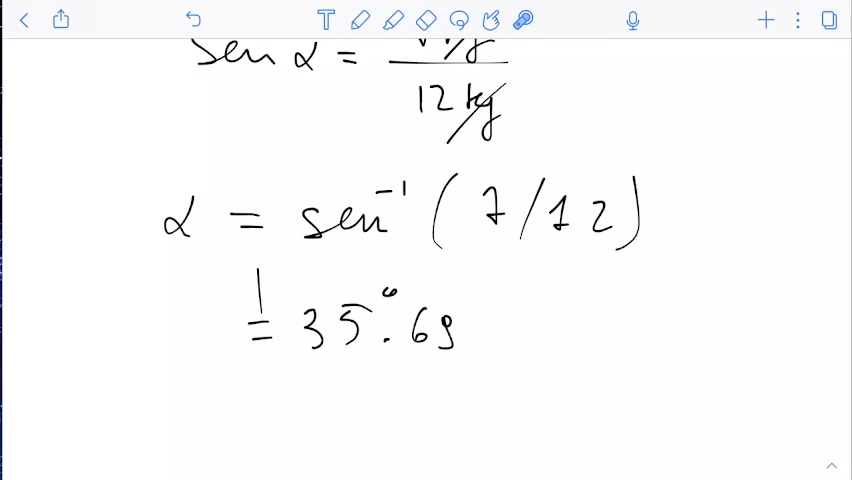 sen α =
12 kg
α = sen⁻¹ ( 7/12 )
= 35°.69